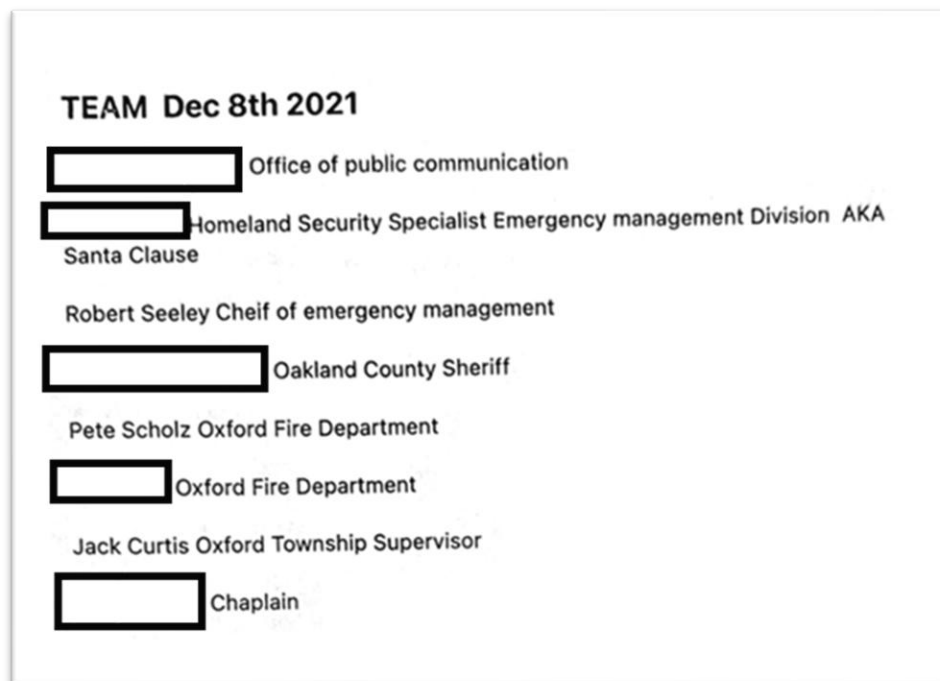 TEAM Dec 8th 2021
Office of public communication
Homeland Security Specialist Emergency management Division AKA
Santa Clause
Robert Seeley Cheif of emergency management
Oakland County Sheriff
Pete Scholz Oxford Fire Department
Oxford Fire Department
Jack Curtis Oxford Township Supervisor
Chaplain